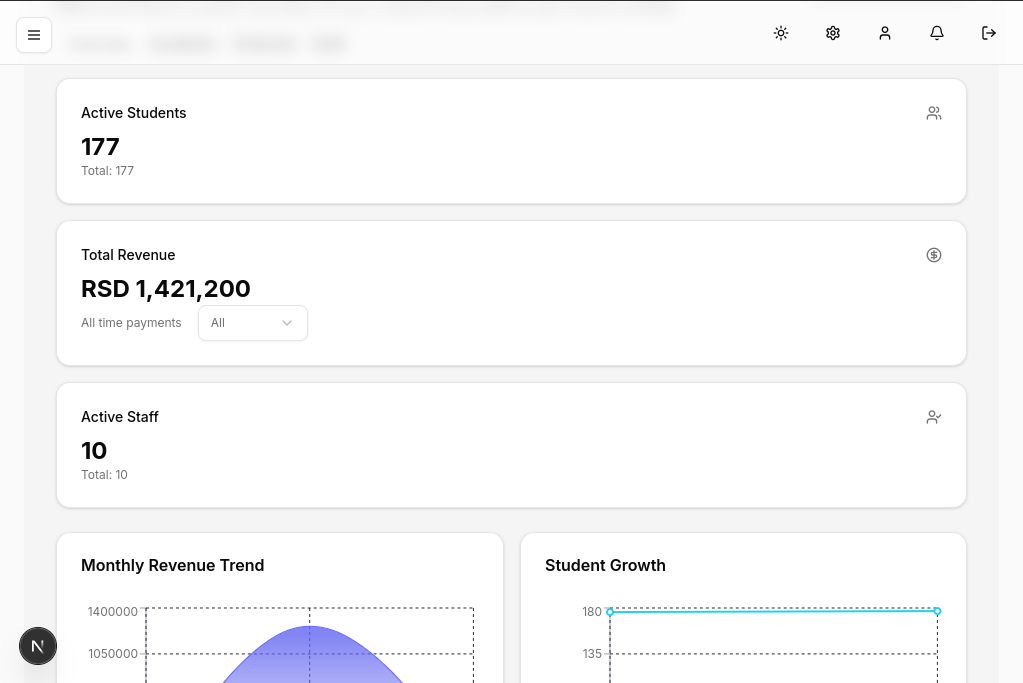 Active Students
177
Total: 177
Total Revenue
RSD 1,421,200
All time payments All
Active Staff
10
Total: 10
Monthly Revenue Trend
1400000
1050000
Student Growth
180
135
N